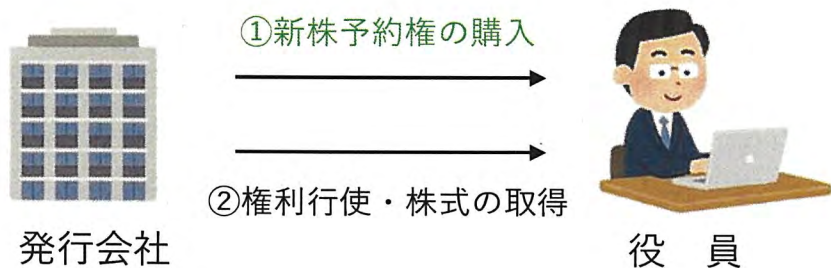 ①新株予約権の購入
②権利行使・株式の取得
発行会社
役　員